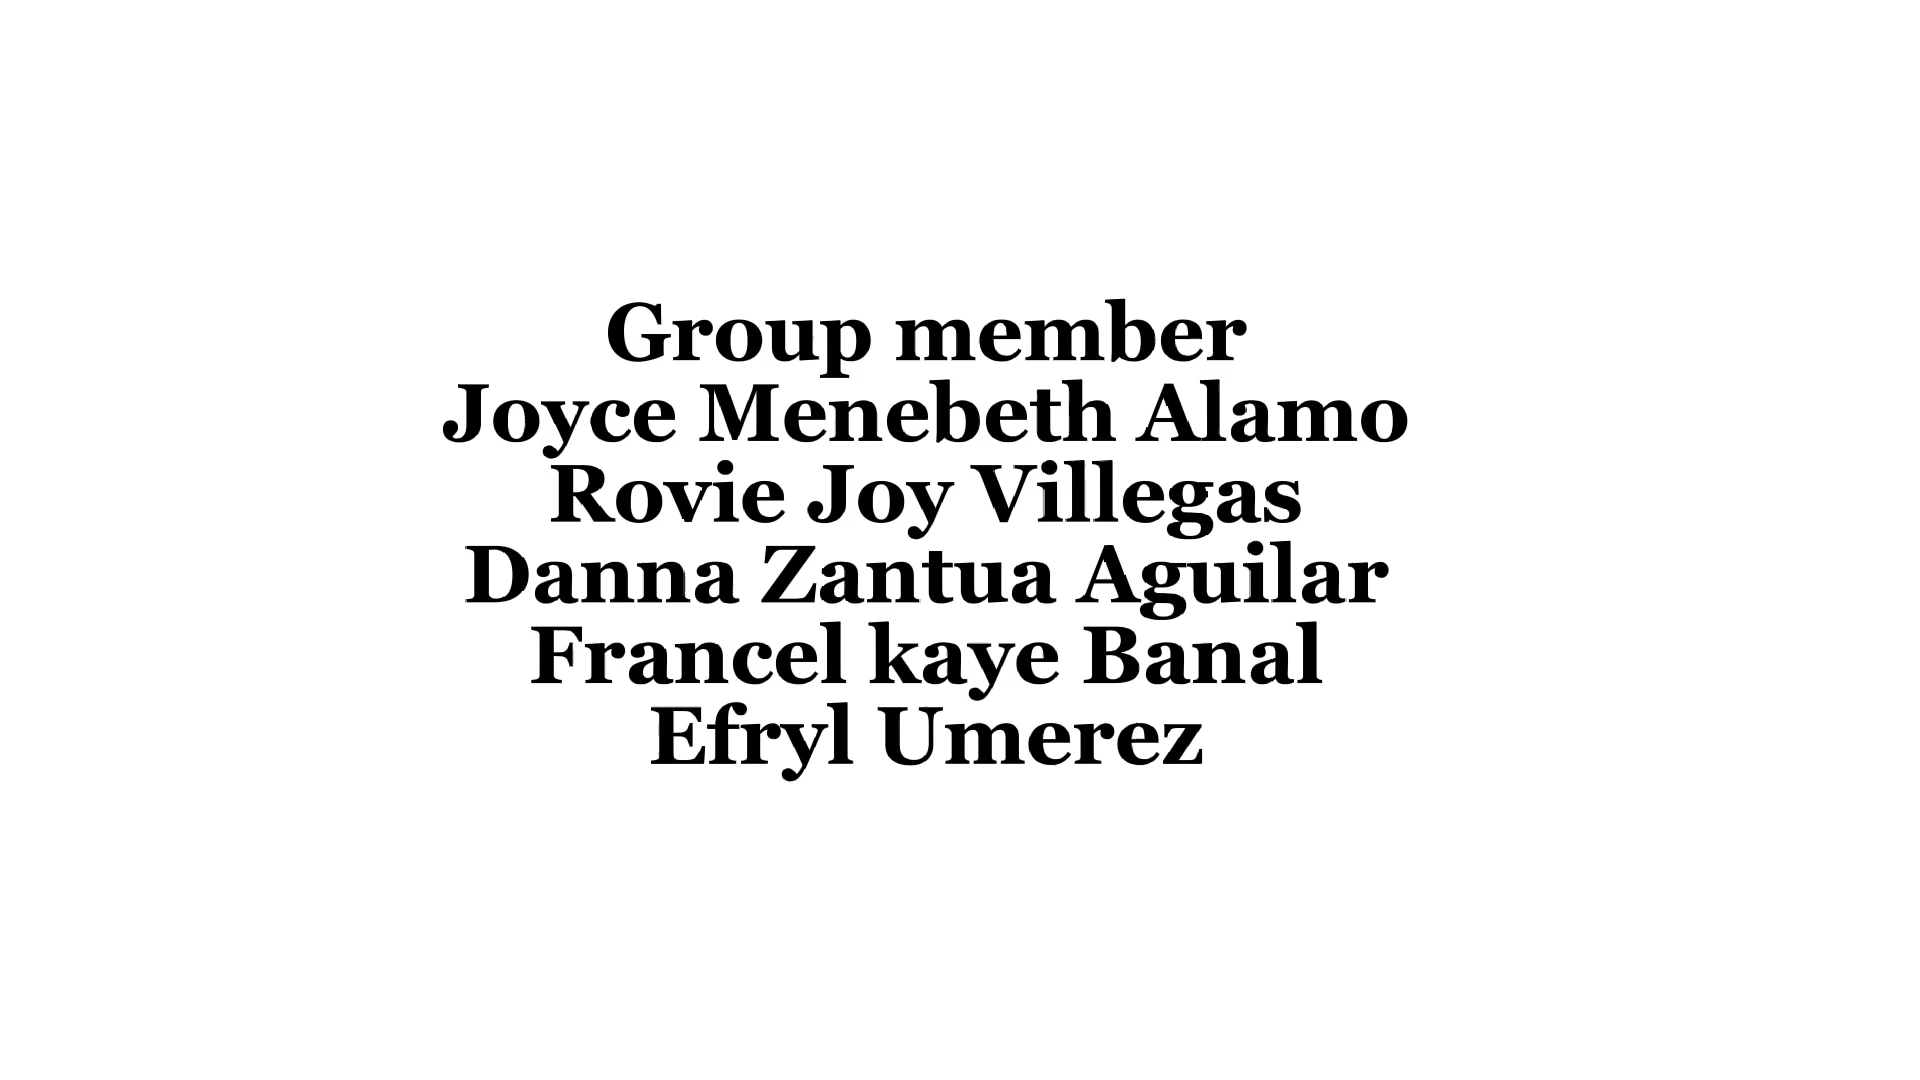 Group member
Joyce Menebeth Alamo
Rovie Joy Villegas
Danna Zantua Aguilar
Francel kaye Banal
Efryl Umerez